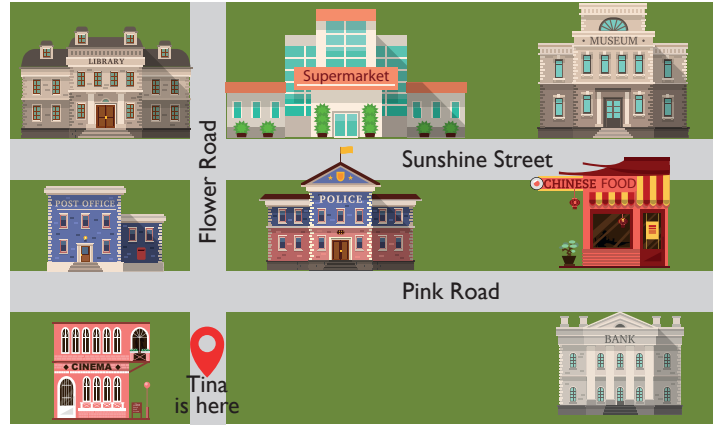 LIBRARY
Supermarket
MUSEUM
Flower Road
Sunshine Street
POST OFFICE
POLICE
CHINESE FOOD
Pink Road
CINEMA
Tina
is here
BANK